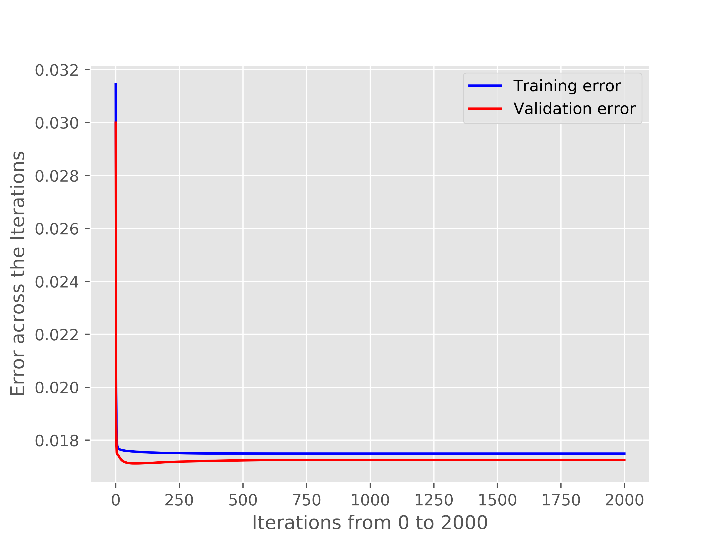 0.032
0.030
0.028
0.026
0.024
0.022
0.020
0.018
Error across the Iterations
Training error
Validation error
0 250 500 750 1000 1250 1500 1750 2000
Iterations from 0 to 2000